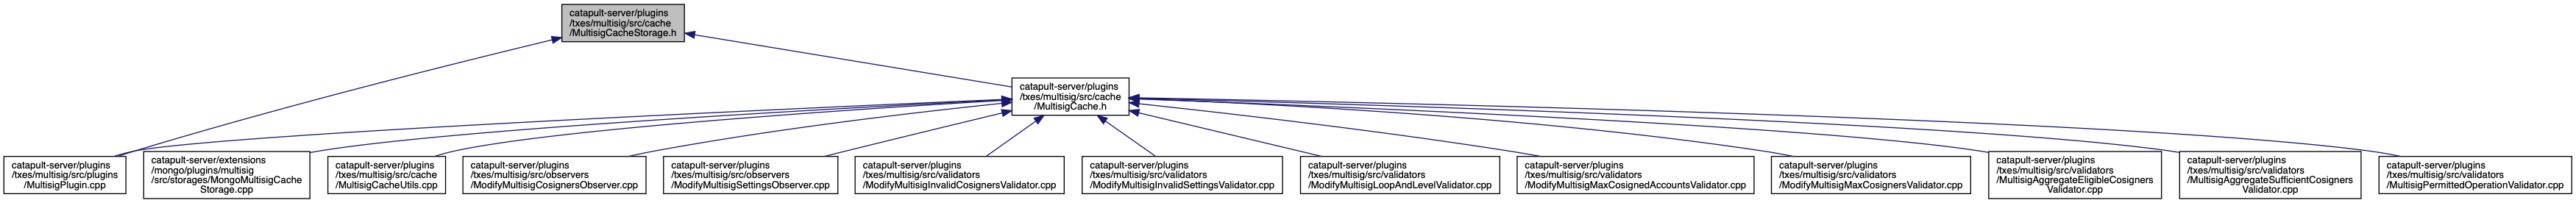 catapult-server/plugins
/txes/multisig/src/cache
/MultisigCacheStorage.h
catapult-server/plugins
/txes/multisig/src/cache
/MultisigCache.h
catapult-server/plugins
/txes/multisig/src/plugins
/MultisigPlugin.cpp
catapult-server/extensions
/mongo/plugins/multisig
/src/storages/MongoMultisigCache
Storage.cpp
catapult-server/plugins
/txes/multisig/src/cache
/MultisigCacheUtils.cpp
catapult-server/plugins
/txes/multisig/src/observers
/ModifyMultisigCosignersObserver.cpp
catapult-server/plugins
/txes/multisig/src/observers
/ModifyMultisigSettingsObserver.cpp
catapult-server/plugins
/txes/multisig/src/validators
/ModifyMultisigInvalidCosignersValidator.cpp
catapult-server/plugins
/txes/multisig/src/validators
/ModifyMultisigInvalidSettingsValidator.cpp
catapult-server/plugins
/txes/multisig/src/validators
/ModifyMultisigLoopAndLevelValidator.cpp
catapult-server/plugins
/txes/multisig/src/validators
/ModifyMultisigMaxCosignedAccountsValidator.cpp
catapult-server/plugins
/txes/multisig/src/validators
/ModifyMultisigMaxCosignersValidator.cpp
catapult-server/plugins
/txes/multisig/src/validators
/MultisigAggregateEligibleCosigners
Validator.cpp
catapult-server/plugins
/txes/multisig/src/validators
/MultisigAggregateSufficientCosigners
Validator.cpp
catapult-server/plugins
/txes/multisig/src/validators
/MultisigPermittedOperationValidator.cpp